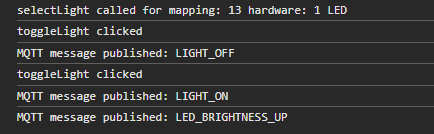 selectLight called for mapping: 13 hardware: 1 LED
toggleLight clicked
MQTT message published: LIGHT_OFF
toggleLight clicked
MQTT message published: LIGHT_ON
MQTT message published: LED_BRIGHTNESS_UP